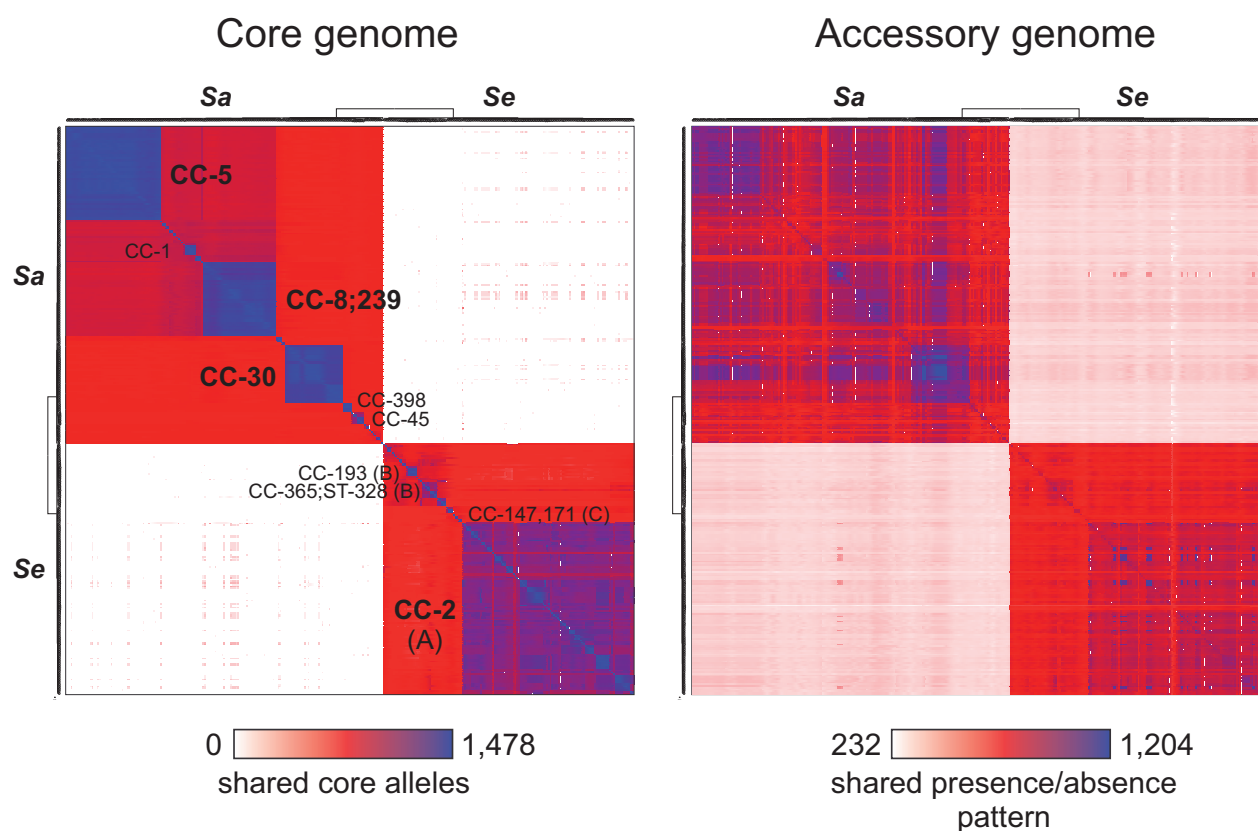 Core genome
Accessory genome
Sa
Se
Sa
Se
CC-5
CC-1
Sa
CC-8;239
CC-30
CC-398
CC-45
CC-193 (B)
CC-365;ST-328 (B)
CC-147,171 (C)
Se
CC-2
(A)
0
1,478
232
1,204
shared core alleles
shared presence/absence
pattern